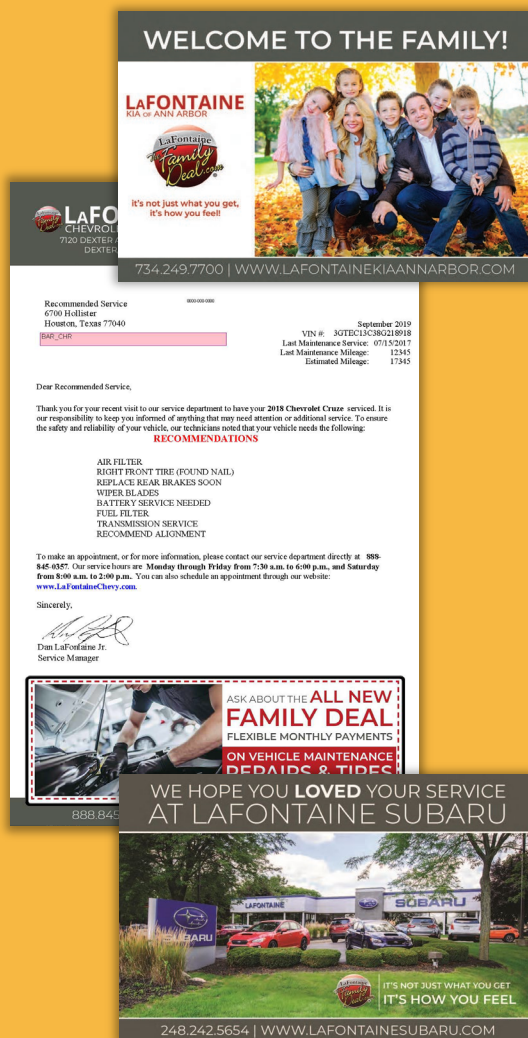 WELCOME TO THE FAMILY!
LAFONTAINE
KIA OF ANN ARBOR
LaFontaine
The Family
Deal.com
it's not just what you get,
it's how you feel!
734.249.7700 | WWW.LAFONTAINEKIAANNARBOR.COM
LAFO
CHEVROL
7120 DEXTER
DEXTER
Recommended Service
6700 Hollister
Houston, Texas 77040
BAR_CHR
September 2019
VIN #: 3GTEC13C38G218918
Last Maintenance Service: 07/15/2017
Last Maintenance Mileage: 12345
Estimated Mileage: 17345
Dear Recommended Service,
Thank you for your recent visit to our service department to have your 2018 Chevrolet Cruze serviced. It is
our responsibility to keep you informed of anything that may need attention or additional service. To ensure
the safety and reliability of your vehicle, our technicians noted that your vehicle needs the following:
RECOMMENDATIONS
AIR FILTER
RIGHT FRONT TIRE (FOUND NAIL)
REPLACE REAR BRAKES SOON
WIPER BLADES
BATTERY SERVICE NEEDED
FUEL FILTER
TRANSMISSION SERVICE
RECOMMEND ALIGNMENT
To make an appointment, or for more information, please contact our service department directly at 888-
845-0357. Our service hours are Monday through Friday from 7:30 a.m. to 6:00 p.m., and Saturday
from 8:00 a.m. to 2:00 p.m.. You can also schedule an appointment through our website:
www.LaFontaineChevy.com.
Sincerely,
Dan LaFontaine Jr.
Service Manager
ASK ABOUT THE ALL NEW
FAMILY DEAL
FLEXIBLE MONTHLY PAYMENTS
ON VEHICLE MAINTENANCE
REPAIRS & TIRES
888.845
WE HOPE YOU LOVED YOUR SERVICE
AT LAFONTAINE SUBARU
LAFONTAINE
SUBARU
SUBARU
LaFontaine
Family
Deal
IT'S NOT JUST WHAT YOU GET
IT'S HOW YOU FEEL
248.242.5654 | WWW.LAFONTAINESUBARU.COM